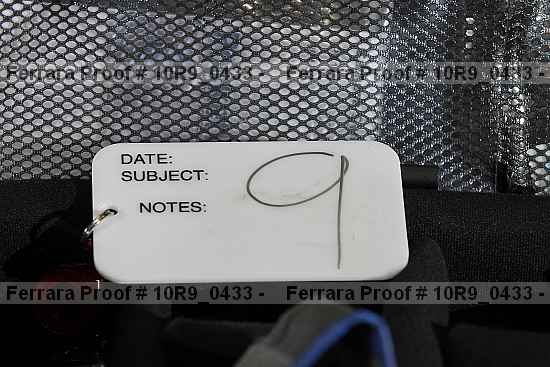 Ferrara Proof # 10R9_0433 - Ferrara Proof # 10R9_0433 -
DATE:
SUBJECT:
9
NOTES:
Ferrara Proof # 10R9_0433 - Ferrara Proof # 10R9_0433 -